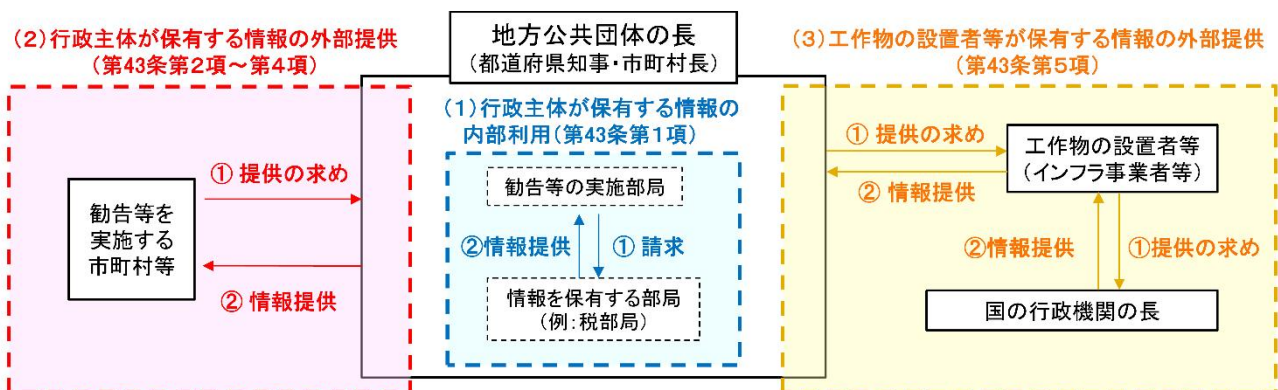 (2)行政主体が保有する情報の外部提供
(第43条第2項～第4項)
① 提供の求め
勧告等を
実施する
市町村等
② 情報提供
地方公共団体の長
(都道府県知事・市町村長)
(1)行政主体が保有する情報の
内部利用(第43条第1項)
勧告等の実施部局
②情報提供
① 請求
情報を保有する部局
(例:税部局)
(3)工作物の設置者等が保有する情報の外部提供
(第43条第5項)
① 提供の求め
② 情報提供
工作物の設置者等
(インフラ事業者等)
②情報提供
①提供の求め
国の行政機関の長